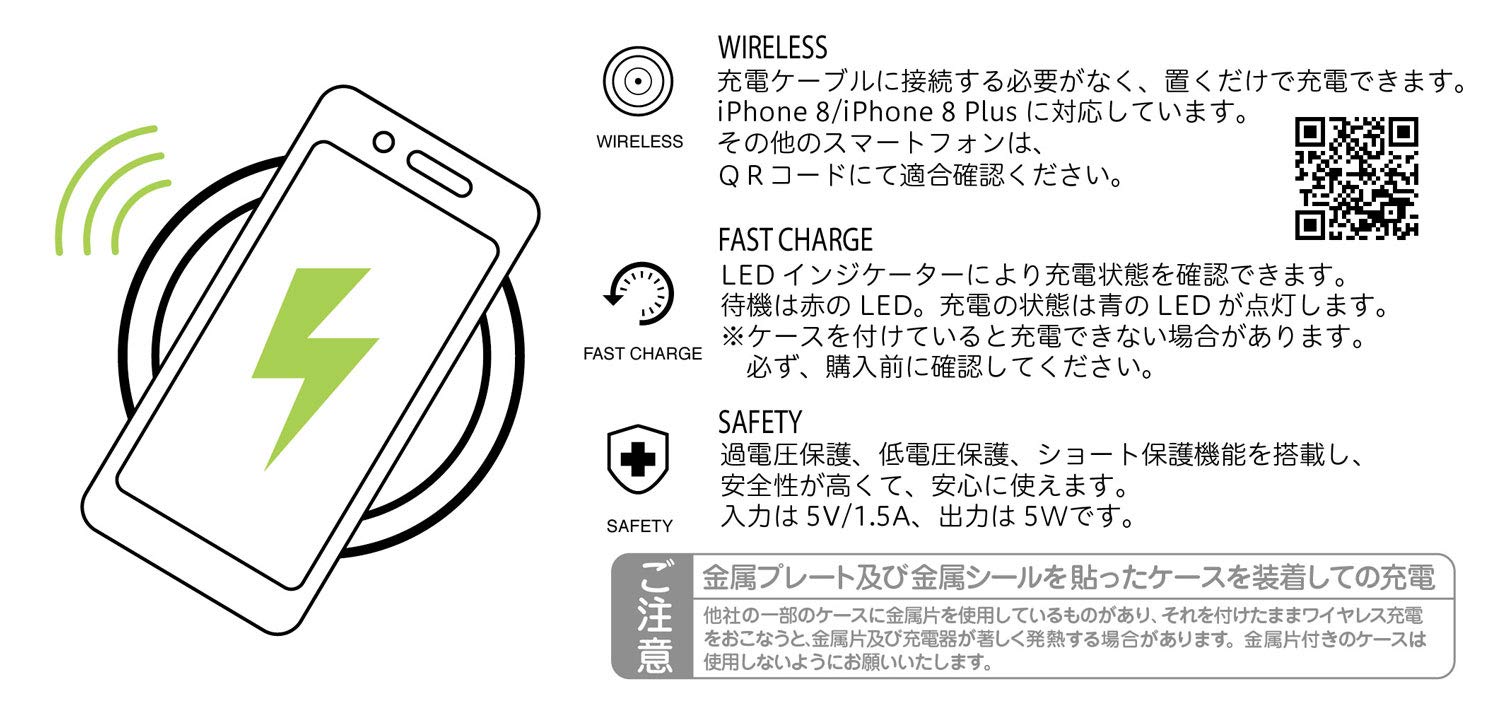 WIRELESS
充電ケーブルに接続する必要がなく、置くだけで充電できます。
iPhone 8/iPhone 8 Plus に対応しています。
その他のスマートフォンは、
ＱＲコードにて適合確認ください。
WIRELESS
FAST CHARGE
LED インジケーターにより充電状態を確認できます。
待機は赤の LED。充電の状態は青の LED が点灯します。
※ケースを付けていると充電できない場合があります。
必ず、購入前に確認してください。
FAST CHARGE
SAFETY
過電圧保護、低電圧保護、ショート保護機能を搭載し、
安全性が高くて、安心に使えます。
入力は 5V/1.5A、出力は 5Wです。
SAFETY
ご注意
金属プレート及び金属シールを貼ったケースを装着しての充電
他社の一部のケースに金属片を使用しているものがあり、それを付けたままワイヤレス充電
をおこなうと、金属片及び充電器が著しく発熱する場合があります。金属片付きのケースは
使用しないようにお願いいたします。